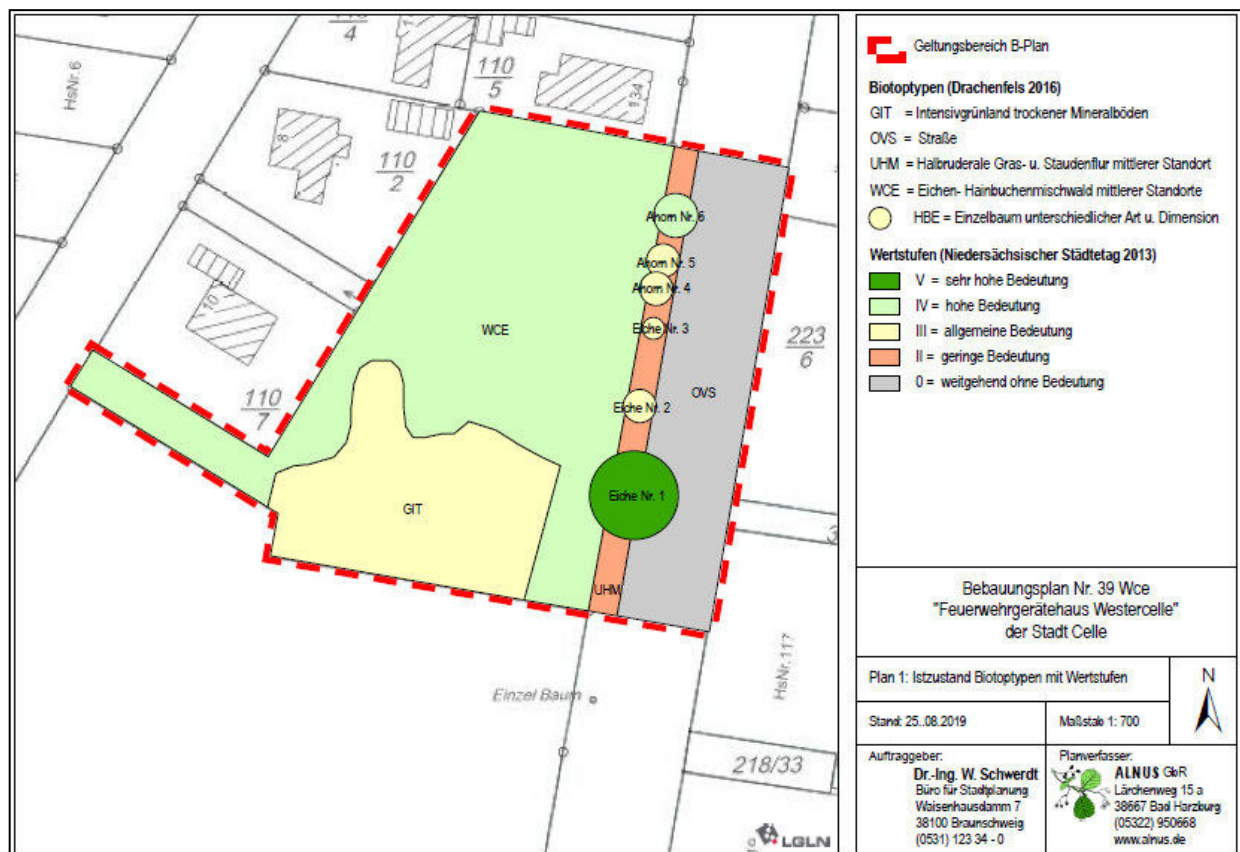 4
HsNr.6
110
5
134
8
110
2
10
110
7
223
6
Ahorn Nr. 6
Ahorn Nr. 5
Ahorn Nr. 4
Eiche Nr. 3
Eiche Nr. 2
Eiche Nr. 1
WCE
OVS
GIT
UHM
Einzel Baum
HsNr.117
218/33
LGLN
Geltungsbereich B-Plan
Biotoptypen (Drachenfels 2016)
GIT = Intensivgrünland trockener Mineralböden
OVS = Straße
UHM = Halbruderale Gras- u. Staudenflur mittlerer Standort
WCE = Eichen- Hainbuchenmischwald mittlerer Standorte
HBE = Einzelbaum unterschiedlicher Art u. Dimension
Wertstufen (Niedersächsischer Städtetag 2013)
V = sehr hohe Bedeutung
IV = hohe Bedeutung
III = allgemeine Bedeutung
II = geringe Bedeutung
0 = weitgehend ohne Bedeutung
Bebauungsplan Nr. 39 Wce
"Feuerwehrgerätehaus Westercelle"
der Stadt Celle
Plan 1: Istzustand Biotoptypen mit Wertstufen
N
Stand: 25..08.2019
Maßstab 1: 700
Auftraggeber:
Dr.-Ing. W. Schwerdt
Büro für Stadtplanung
Waisenhausdamm 7
38100 Braunschweig
(0531) 123 34 - 0
Planverfasser:
ALNUS GbR
Lärchenweg 15 a
38667 Bad Harzburg
(05322) 950668
www.alnus.de